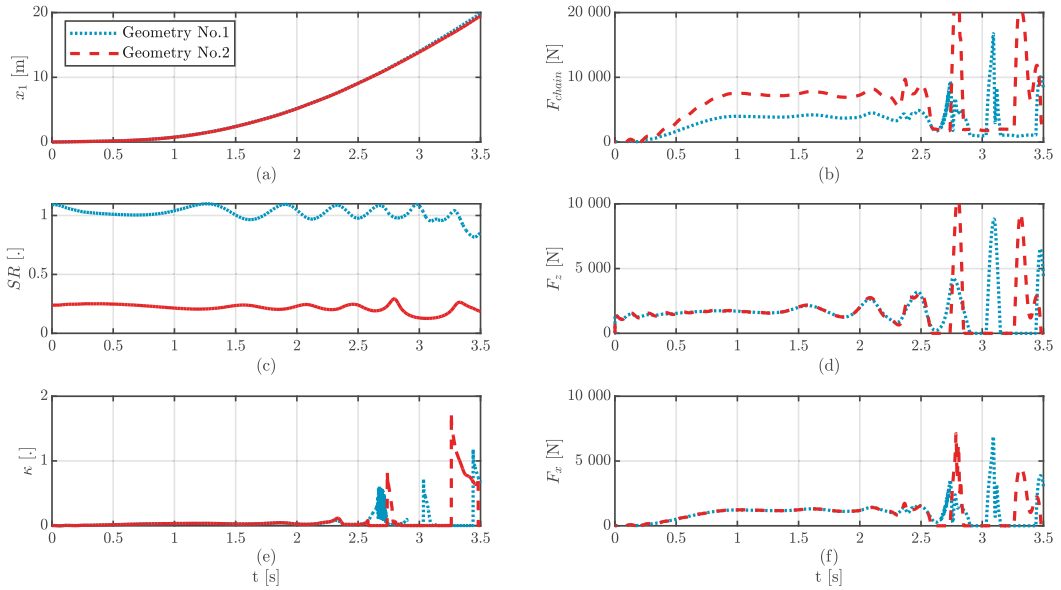 20
10
0
x₁ [m]
Geometry No.1
Geometry No.2
0 0.5 1 1.5 2 2.5 3 3.5
(a)
20 000
10 000
0
F_chain [N]
0 0.5 1 1.5 2 2.5 3 3.5
(b)
1
0.5
0
SR [.]
0 0.5 1 1.5 2 2.5 3 3.5
(c)
10 000
5 000
0
F_z [N]
0 0.5 1 1.5 2 2.5 3 3.5
(d)
2
1
0
κ [.]
0 0.5 1 1.5 2 2.5 3 3.5
(e)
t [s]
10 000
5 000
0
F_x [N]
0 0.5 1 1.5 2 2.5 3 3.5
(f)
t [s]